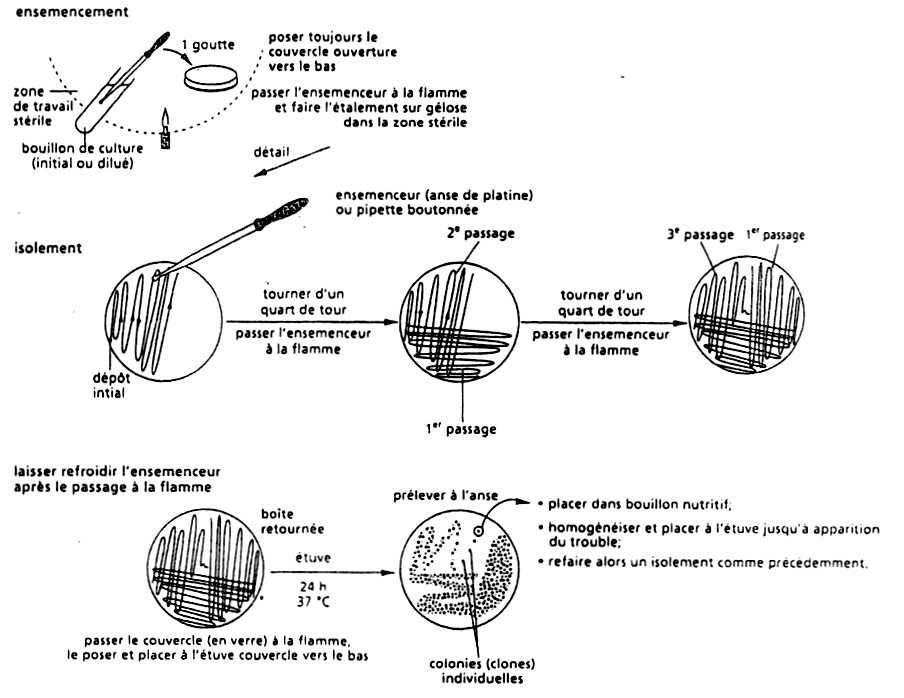 ensemencement
1 goutte
poser toujours le
couvercle ouverture
vers le bas
zone
de travail
stérile
passer l'ensemenceur à la flamme
et faire l'étalement sur gélose
dans la zone stérile
bouillon de culture
(initial ou dilué)
détail
ensemenceur (anse de platine)
ou pipette boutonnée
isolement
2e passage
3e passage
1er passage
tourner d'un
quart de tour
passer l'ensemenceur
à la flamme
tourner d'un
quart de tour
passer l'ensemenceur
à la flamme
dépôt
intial
1er passage
laisser refroidir l'ensemenceur
après le passage à la flamme
boîte
retournée
étuve
24 h
37 °C
prélever à l'anse
• placer dans bouillon nutritif;
• homogénéiser et placer à l'étuve jusqu'à apparition
du trouble;
• refaire alors un isolement comme précédemment.
passer le couvercle (en verre) à la flamme,
le poser et placer à l'étuve couvercle vers le bas
colonies (clones)
individuelles